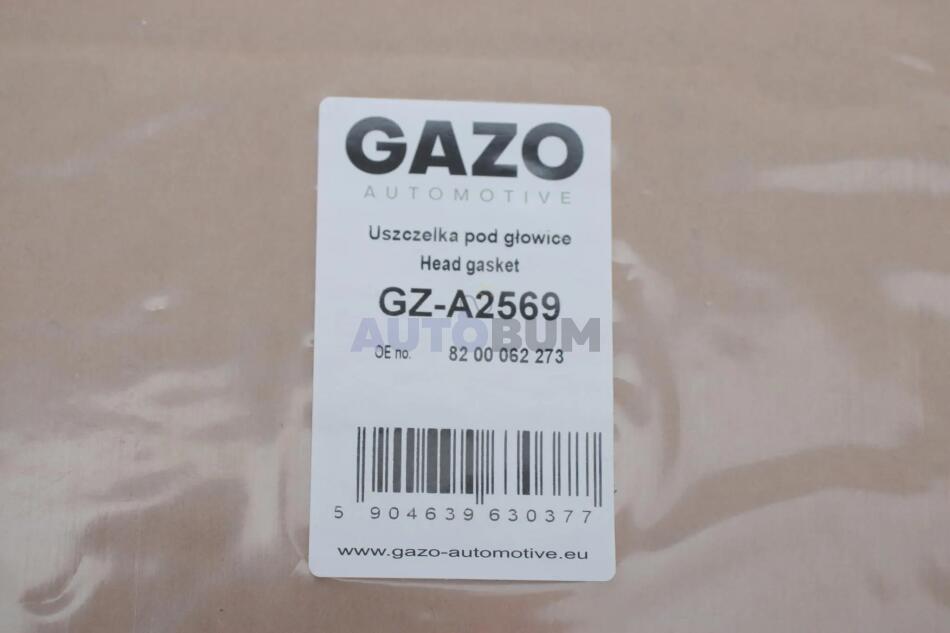 GAZO
AUTOMOTIVE
Uszczelka pod głowice
Head gasket
GZ-A2569
AUTOBUM
OE no. 82 00 062 273
5 904639 630377
www.gazo-automotive.eu